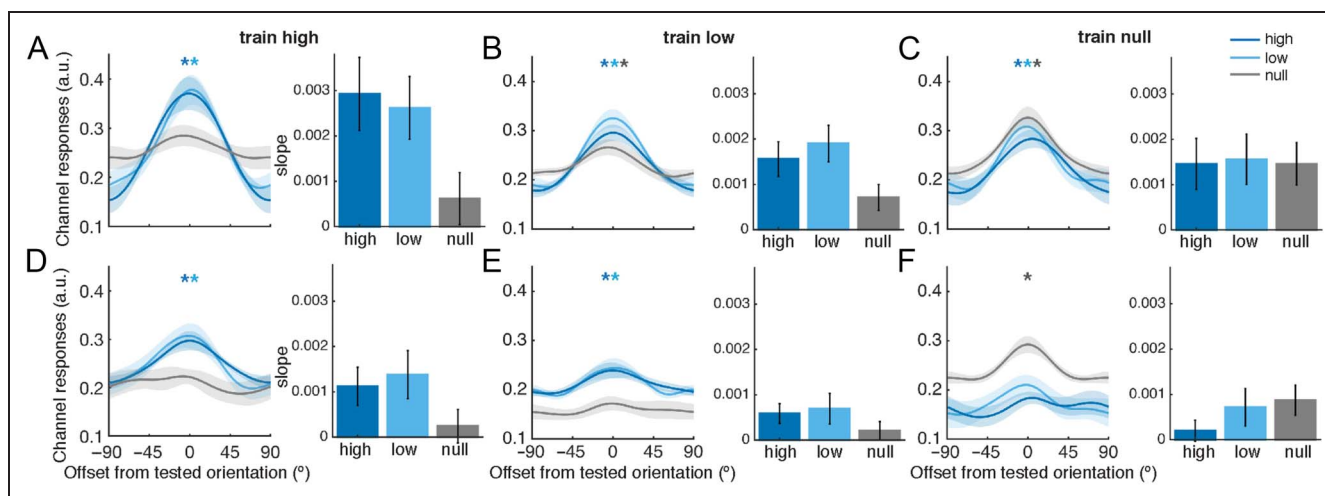 train high
train low
train null
high
low
null
A
Channel responses (a.u.)
0.4
0.3
0.2
0.1
**
slope
0.003
0.002
0.001
0
high low null
B
0.4
0.3
0.2
0.1
***
0.003
0.002
0.001
0
high low null
C
0.4
0.3
0.2
0.1
***
0.003
0.002
0.001
0
high low null
D
Channel responses (a.u.)
0.4
0.3
0.2
0.1
**
−90 −45 0 45 90
Offset from tested orientation (º)
slope
0.003
0.002
0.001
0
high low null
E
0.4
0.3
0.2
0.1
**
−90 −45 0 45 90
Offset from tested orientation (º)
0.003
0.002
0.001
0
high low null
F
0.4
0.3
0.2
0.1
*
−90 −45 0 45 90
Offset from tested orientation (º)
0.003
0.002
0.001
0
high low null